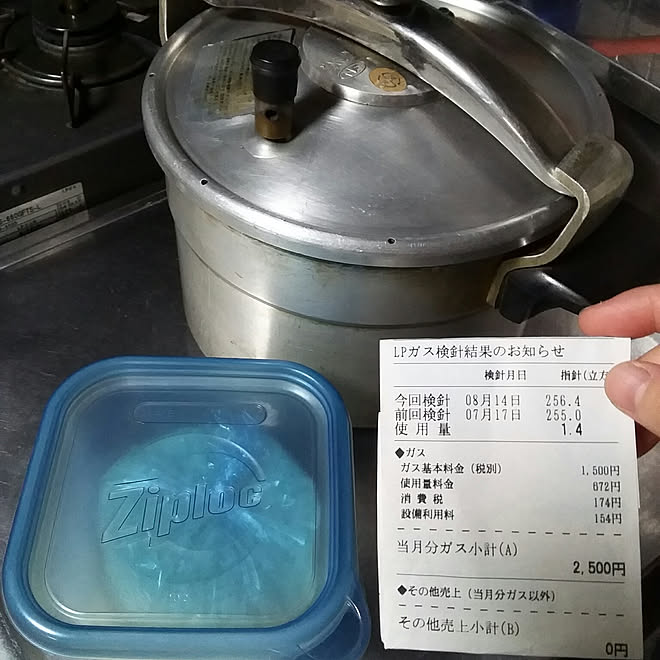 Ziploc
LPガス検針結果のお知らせ
検針月日 指針(立方
今回検針 08月14日 256.4
前回検針 07月17日 255.0
使用量 1.4
◆ガス
ガス基本料金(税別) 1,500円
使用量料金 672円
消費税 174円
設備利用料 154円
当月分ガス小計(A)
2,500円
◆その他売上(当月分ガス以外)
その他売上小計(B)
0円